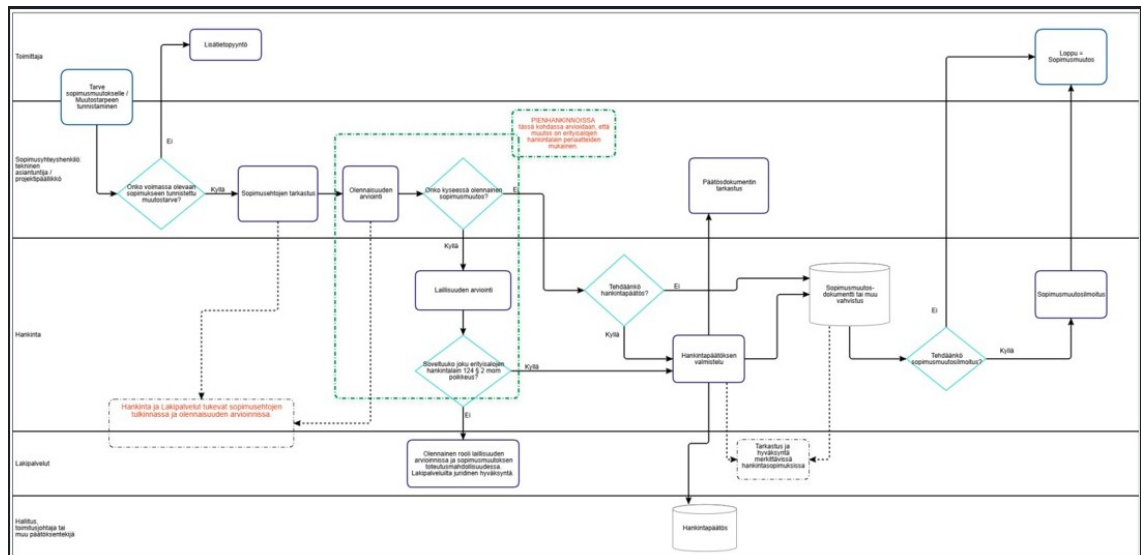 Toimittaja
Lisätietopyyntö
Loppu =
Sopimusmuutos
Tarve
sopimusmuutokselle /
Muutostarpeen
tunnistaminen
Ei
PIENHANKINNOISSA
tässä kohdassa arvioidaan, että
muutos on erityisalojen
hankintalain periaatteiden
mukainen
Sopimusyhteyshenkilö:
tekninen
asiantuntija /
projektipäällikkö
Onko voimassa olevaan
sopimukseen tunnistettu
muutostarve?
Kyllä
Sopimusehtojen tarkastus
Olennaisuuden
arviointi
Onko kyseessä olennainen
sopimusmuutos?
Ei
Päätösdokumentin
tarkastus
Kyllä
Hankinta
Laillisuuden arviointi
Tehdäänkö
hankintapäätös?
Ei
Kyllä
Sopimusmuutos-
dokumentti tai muu
vahvistus
Sopimusmuutosilmoitus
Ei
Soveltuuko joku erityisalojen
hankintalain 124 § 2 mom
poikkeus?
Kyllä
Hankintapäätöksen
valmistelu
Tehdäänkö
sopimusmuutosilmoitus?
Kyllä
Hankinta ja Lakipalvelut tukevat sopimusehtojen
tulkinnassa ja olennaisuuden arvioinnissa.
Ei
Lakipalvelut
Olennainen rooli laillisuuden
arvioinnissa ja sopimusmuutoksen
toteutusmahdollisuudessa.
Lakipalveluilta juridinen hyväksyntä.
Tarkastus ja
hyväksyntä
merkittävissä
hankintasopimuksissa
Hallitus,
toimitusjohtaja tai
muu päätöksentekijä
Hankintapäätös